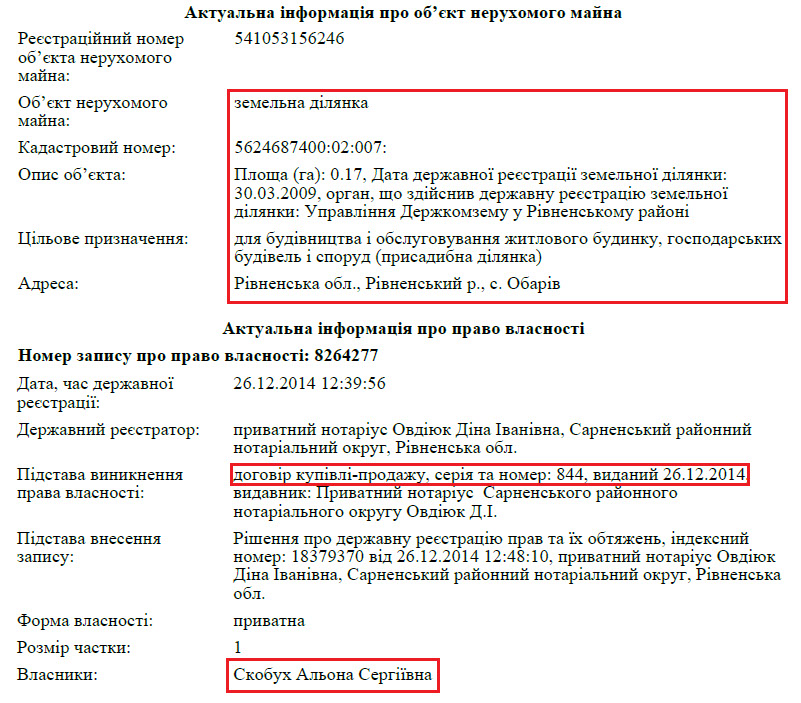 Актуальна інформація про об’єкт нерухомого майна
Реєстраційний номер об’єкта нерухомого майна: 541053156246
Об’єкт нерухомого майна: земельна ділянка
Кадастровий номер: 5624687400:02:007:
Опис об’єкта: Площа (га): 0.17, Дата державної реєстрації земельної ділянки:
30.03.2009, орган, що здійснив державну реєстрацію земельної
ділянки: Управління Держкомзему у Рівненському районі
Цільове призначення: для будівництва і обслуговування житлового будинку, господарських
будівель і споруд (присадибна ділянка)
Адреса: Рівненська обл., Рівненський р., с. Обарів
Актуальна інформація про право власності
Номер запису про право власності: 8264277
Дата, час державної реєстрації: 26.12.2014 12:39:56
Державний реєстратор: приватний нотаріус Овдіюк Діна Іванівна, Сарненський районний
нотаріальний округ, Рівненська обл.
Підстава виникнення права власності: договір купівлі-продажу, серія та номер: 844, виданий 26.12.2014,
видавник: Приватний нотаріус Сарненського районного
нотаріального округу Овдіюк Д.І.
Підстава внесення запису: Рішення про державну реєстрацію прав та їх обтяжень, індексний
номер: 18379370 від 26.12.2014 12:48:10, приватний нотаріус Овдіюк
Діна Іванівна, Сарненський районний нотаріальний округ, Рівненська
обл.
Форма власності: приватна
Розмір частки: 1
Власники: Скобух Альона Сергіївна